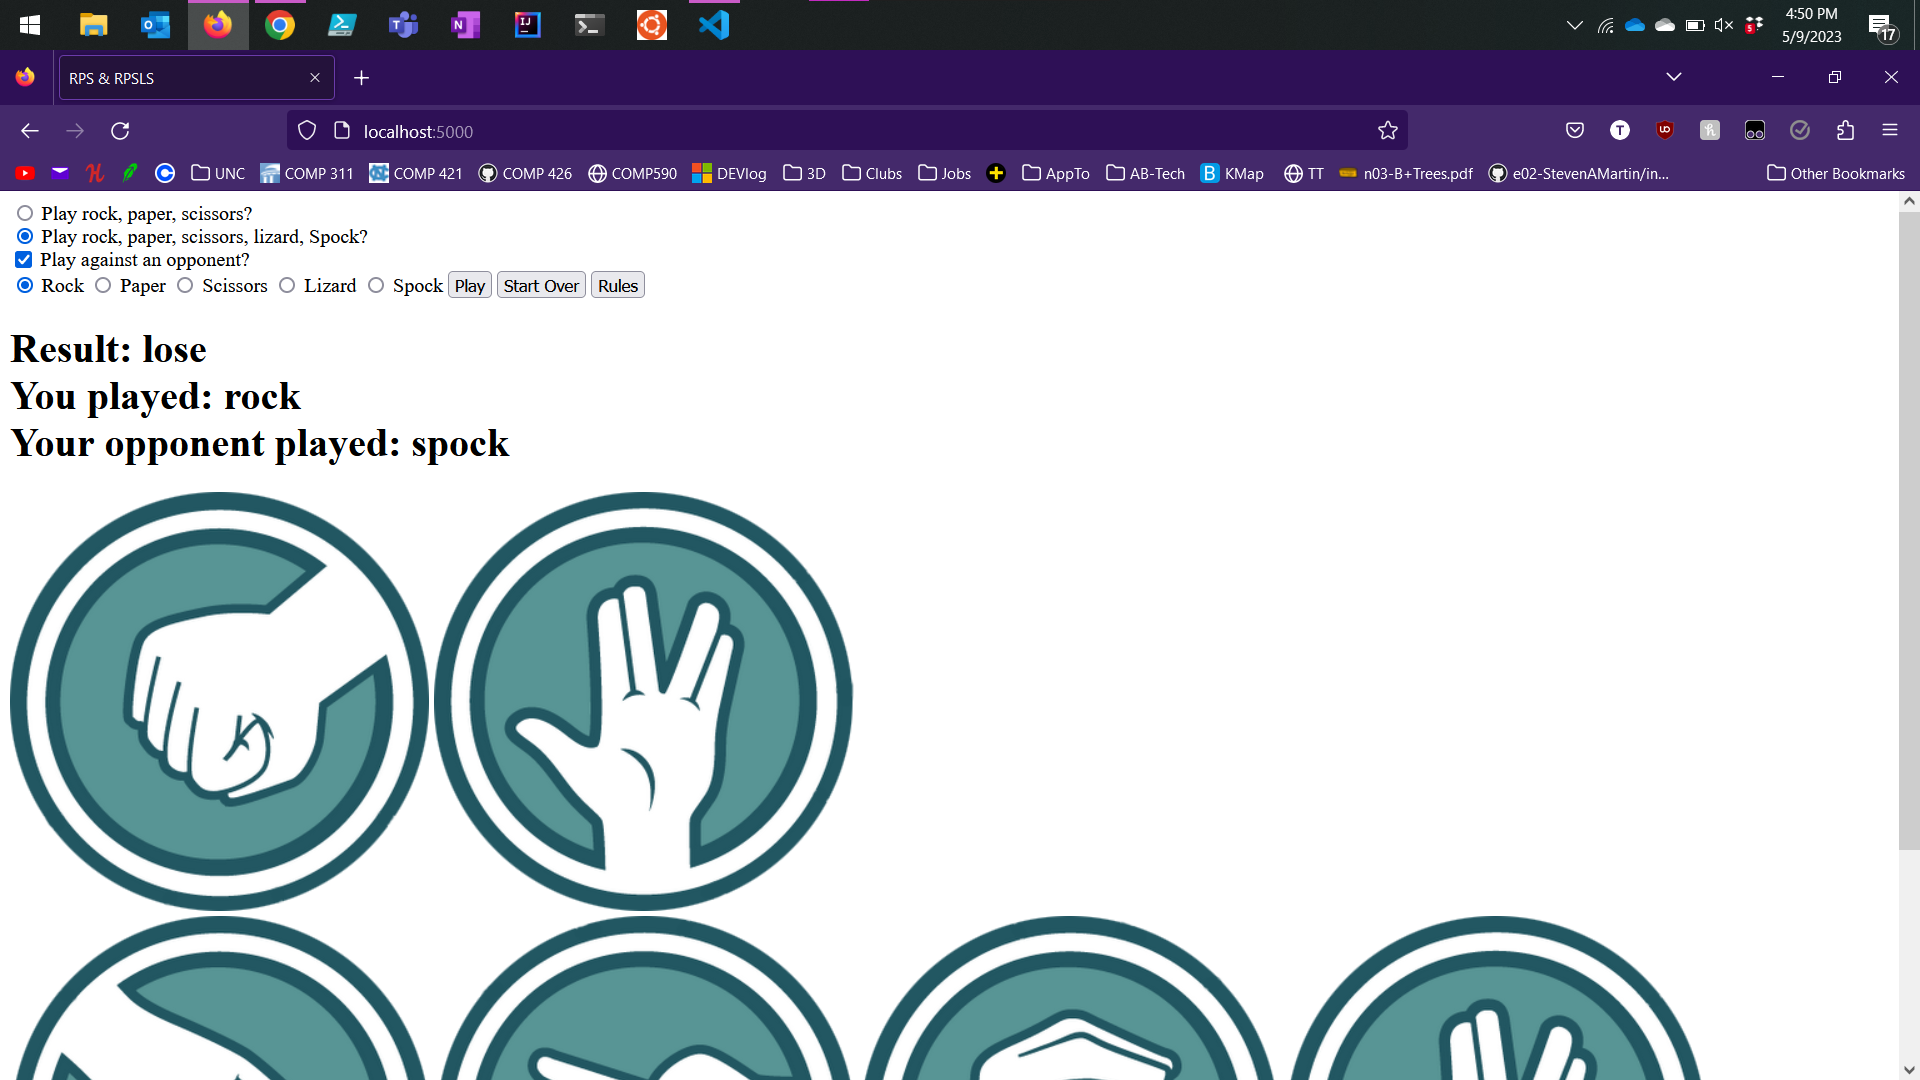 4:50 PM
5/9/2023
17
RPS & RPSLS
localhost:5000
UNC COMP 311 COMP 421 COMP 426 COMP590 DEVlog 3D Clubs Jobs AppTo AB-Tech KMap TT n03-B+Trees.pdf e02-StevenAMartin/in... Other Bookmarks
Play rock, paper, scissors?
Play rock, paper, scissors, lizard, Spock?
Play against an opponent?
Rock Paper Scissors Lizard Spock Play Start Over Rules
Result: lose
You played: rock
Your opponent played: spock